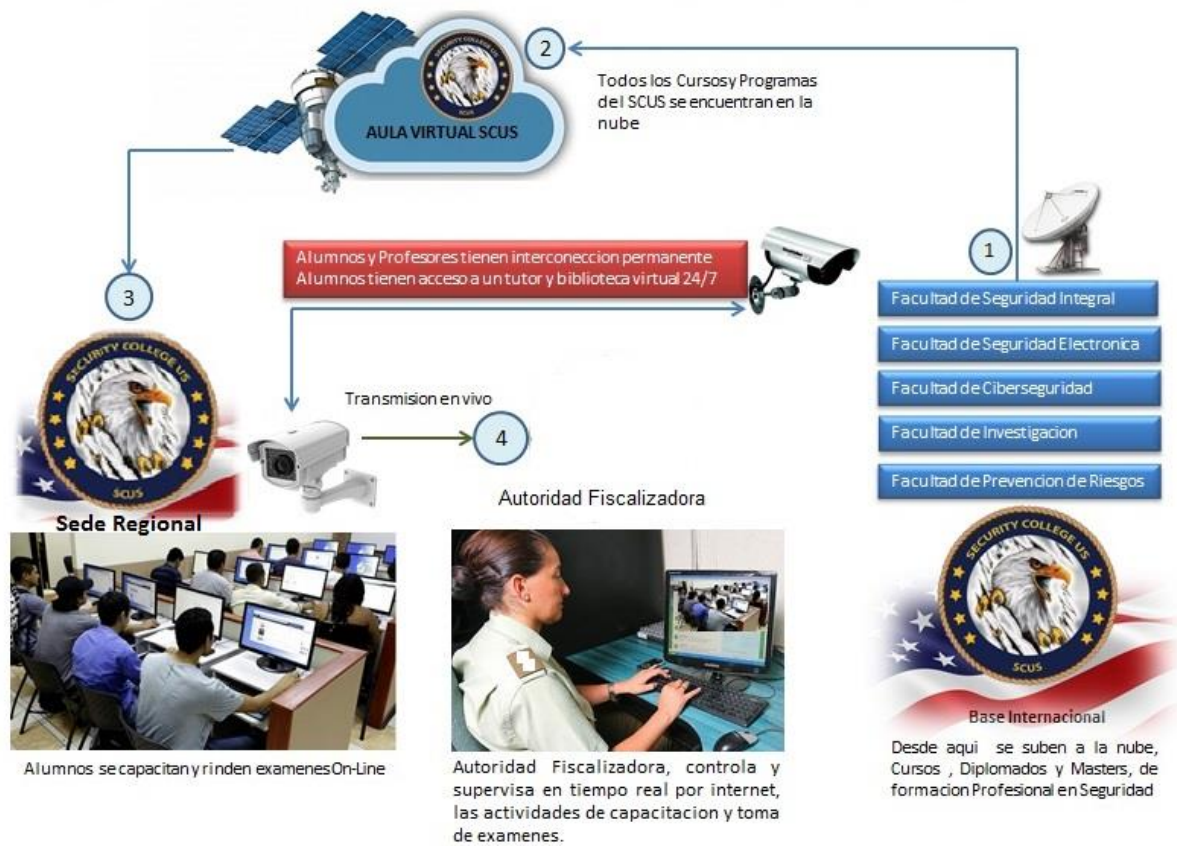 SECURITY COLLEGE US
SCUS
AULA VIRTUAL SCUS
2
Todos los Cursos y Programas
del SCUS se encuentran en la
nube
1
Facultad de Seguridad Integral
Facultad de Seguridad Electronica
Facultad de Ciberseguridad
Facultad de Investigacion
Facultad de Prevencion de Riesgos
SECURITY COLLEGE US
SCUS
Base Internacional
Desde aqui se suben a la nube,
Cursos , Diplomados y Masters, de
formacion Profesional en Seguridad
Alumnos y Profesores tienen interconeccion permanente
Alumnos tienen acceso a un tutor y biblioteca virtual 24/7
3
SECURITY COLLEGE US
SCUS
Sede Regional
Alumnos se capacitan y rinden examenes On-Line
Transmision en vivo
4
Autoridad Fiscalizadora
Autoridad Fiscalizadora, controla y
supervisa en tiempo real por internet,
las actividades de capacitacion y toma
de examenes.